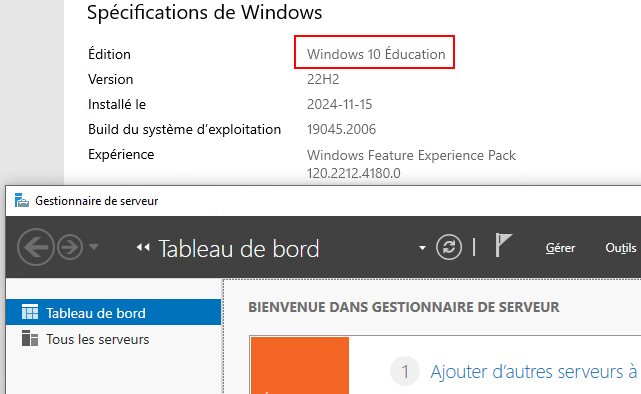 Spécifications de Windows
Édition Windows 10 Éducation
Version 22H2
Installé le 2024-11-15
Build du système d'exploitation 19045.2006
Expérience Windows Feature Experience Pack
120.2212.4180.0
Gestionnaire de serveur
Tableau de bord
Gérer Outils
Tableau de bord
Tous les serveurs
BIENVENUE DANS GESTIONNAIRE DE SERVEUR
1 Ajouter d'autres serveurs à